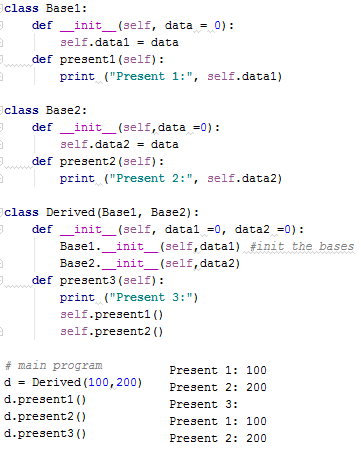 class Base1:
    def __init__(self, data = 0):
        self.data1 = data
    def present1(self):
        print ("Present 1:", self.data1)

class Base2:
    def __init__(self,data =0):
        self.data2 = data
    def present2(self):
        print ("Present 2:", self.data2)

class Derived(Base1, Base2):
    def __init__(self, data1 =0, data2 =0):
        Base1.__init__(self,data1) #init the bases
        Base2.__init__(self,data2)
    def present3(self):
        print ("Present 3:")
        self.present1()
        self.present2()

# main program
d = Derived(100,200)
d.present1()
d.present2()
d.present3()

Present 1: 100
Present 2: 200
Present 3:
Present 1: 100
Present 2: 200